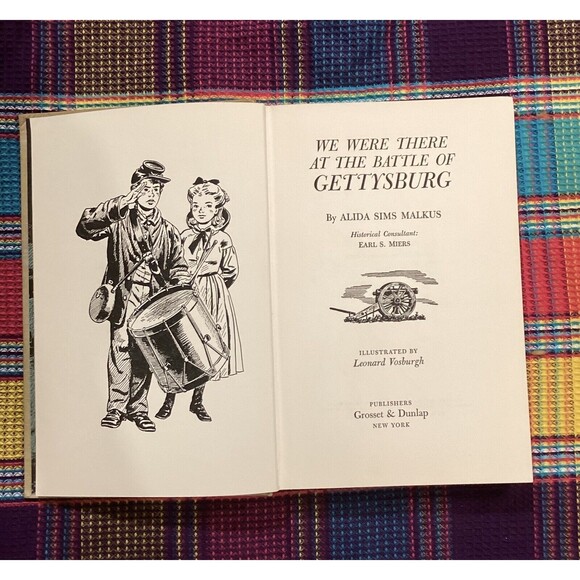 WE WERE THERE
AT THE BATTLE OF
GETTYSBURG
By ALIDA SIMS MALKUS
Historical Consultant:
EARL S. MIERS
ILLUSTRATED BY
Leonard Vosburgh
PUBLISHERS
Grosset & Dunlap
NEW YORK